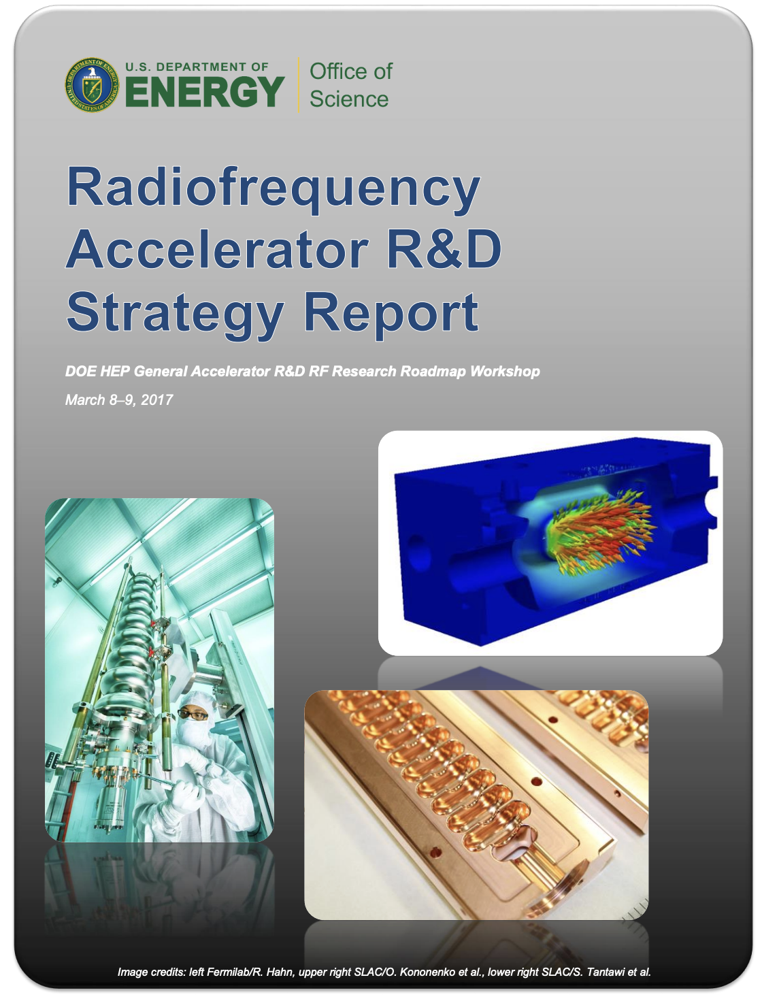 U.S. DEPARTMENT OF
ENERGY
Office of
Science
Radiofrequency
Accelerator R&D
Strategy Report
DOE HEP General Accelerator R&D RF Research Roadmap Workshop
March 8–9, 2017
Image credits: left Fermilab/R. Hahn, upper right SLAC/O. Kononenko et al., lower right SLAC/S. Tantawi et al.